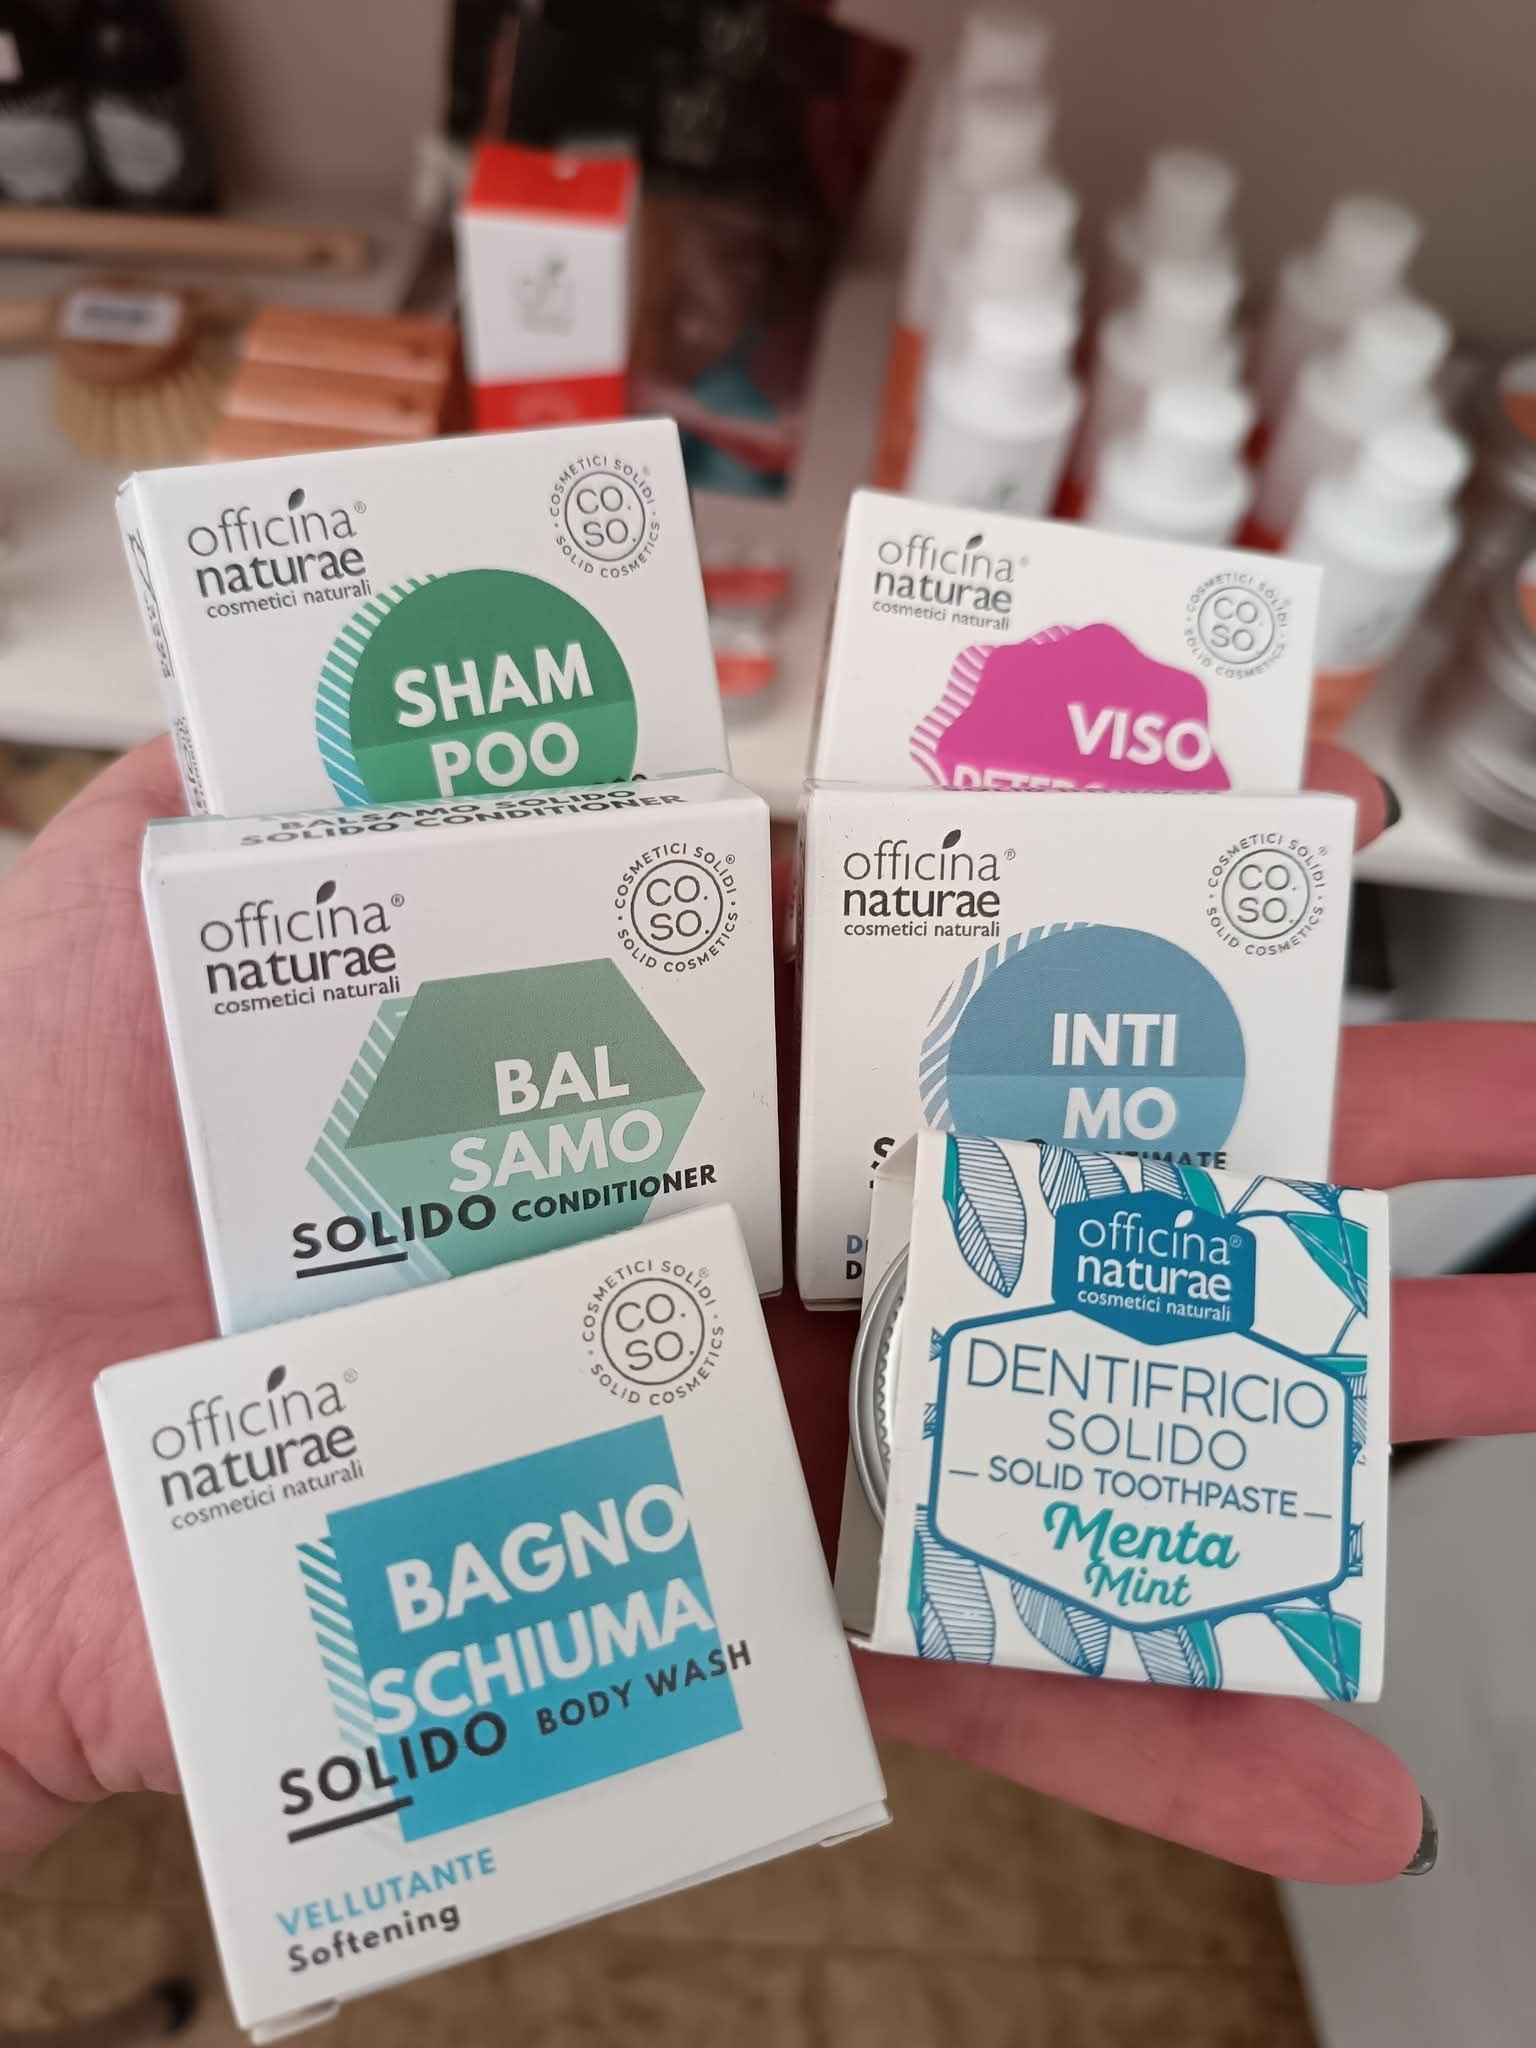 officina®
naturae
cosmetici naturali
COSMETICI SOLIDI®
CO.
SO.
SOLID COSMETICS
SHAM
POO
officina®
naturae
cosmetici naturali
COSMETICI SOLIDI®
CO.
SO.
SOLID COSMETICS
VISO
BALSAMO SOLIDO
SOLIDO CONDITIONER
officina®
naturae
cosmetici naturali
COSMETICI SOLIDI®
CO.
SO.
SOLID COSMETICS
BAL
SAMO
SOLIDO CONDITIONER
officina®
naturae
cosmetici naturali
COSMETICI SOLIDI®
CO.
SO.
SOLID COSMETICS
INTI
MO
officina®
naturae
cosmetici naturali
COSMETICI SOLIDI®
CO.
SO.
SOLID COSMETICS
BAGNO
SCHIUMA
SOLIDO BODY WASH
VELLUTANTE
Softening
officina®
naturae
cosmetici naturali
DENTIFRICIO
SOLIDO
— SOLID TOOTHPASTE —
Menta
Mint